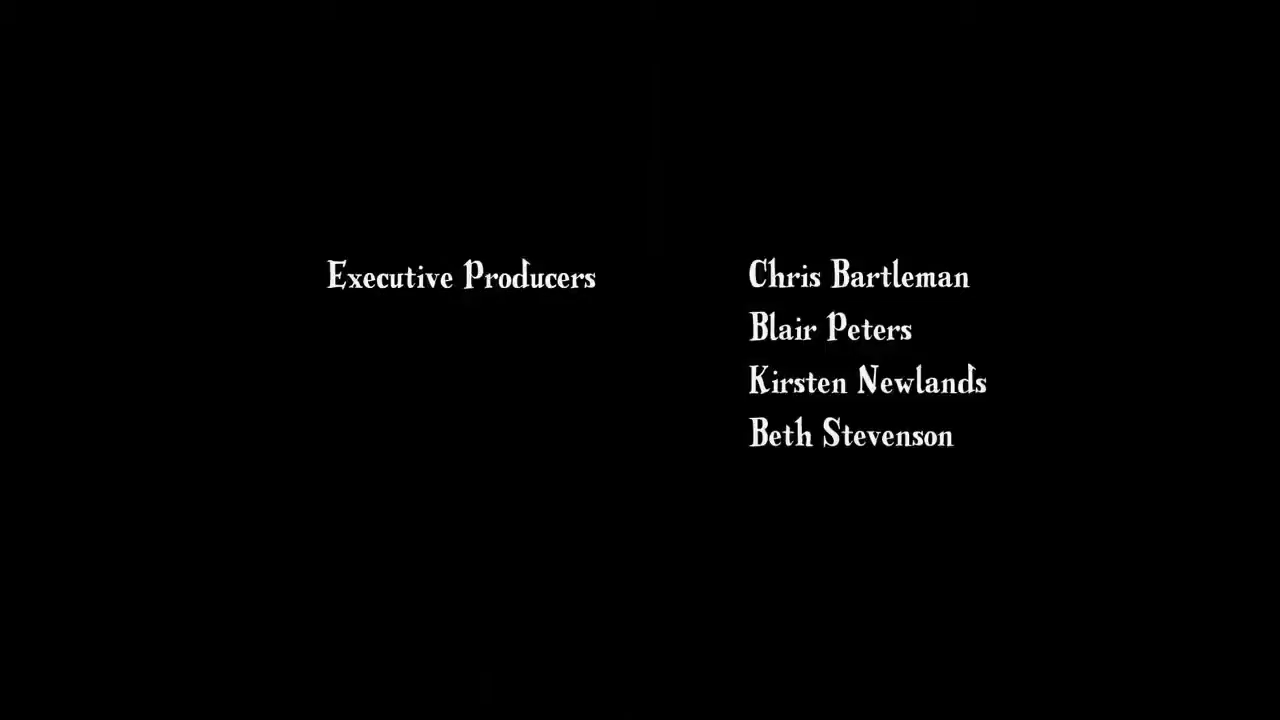 Executive Producers Chris Bartleman
Blair Peters
Kirsten Newlands
Beth Stevenson